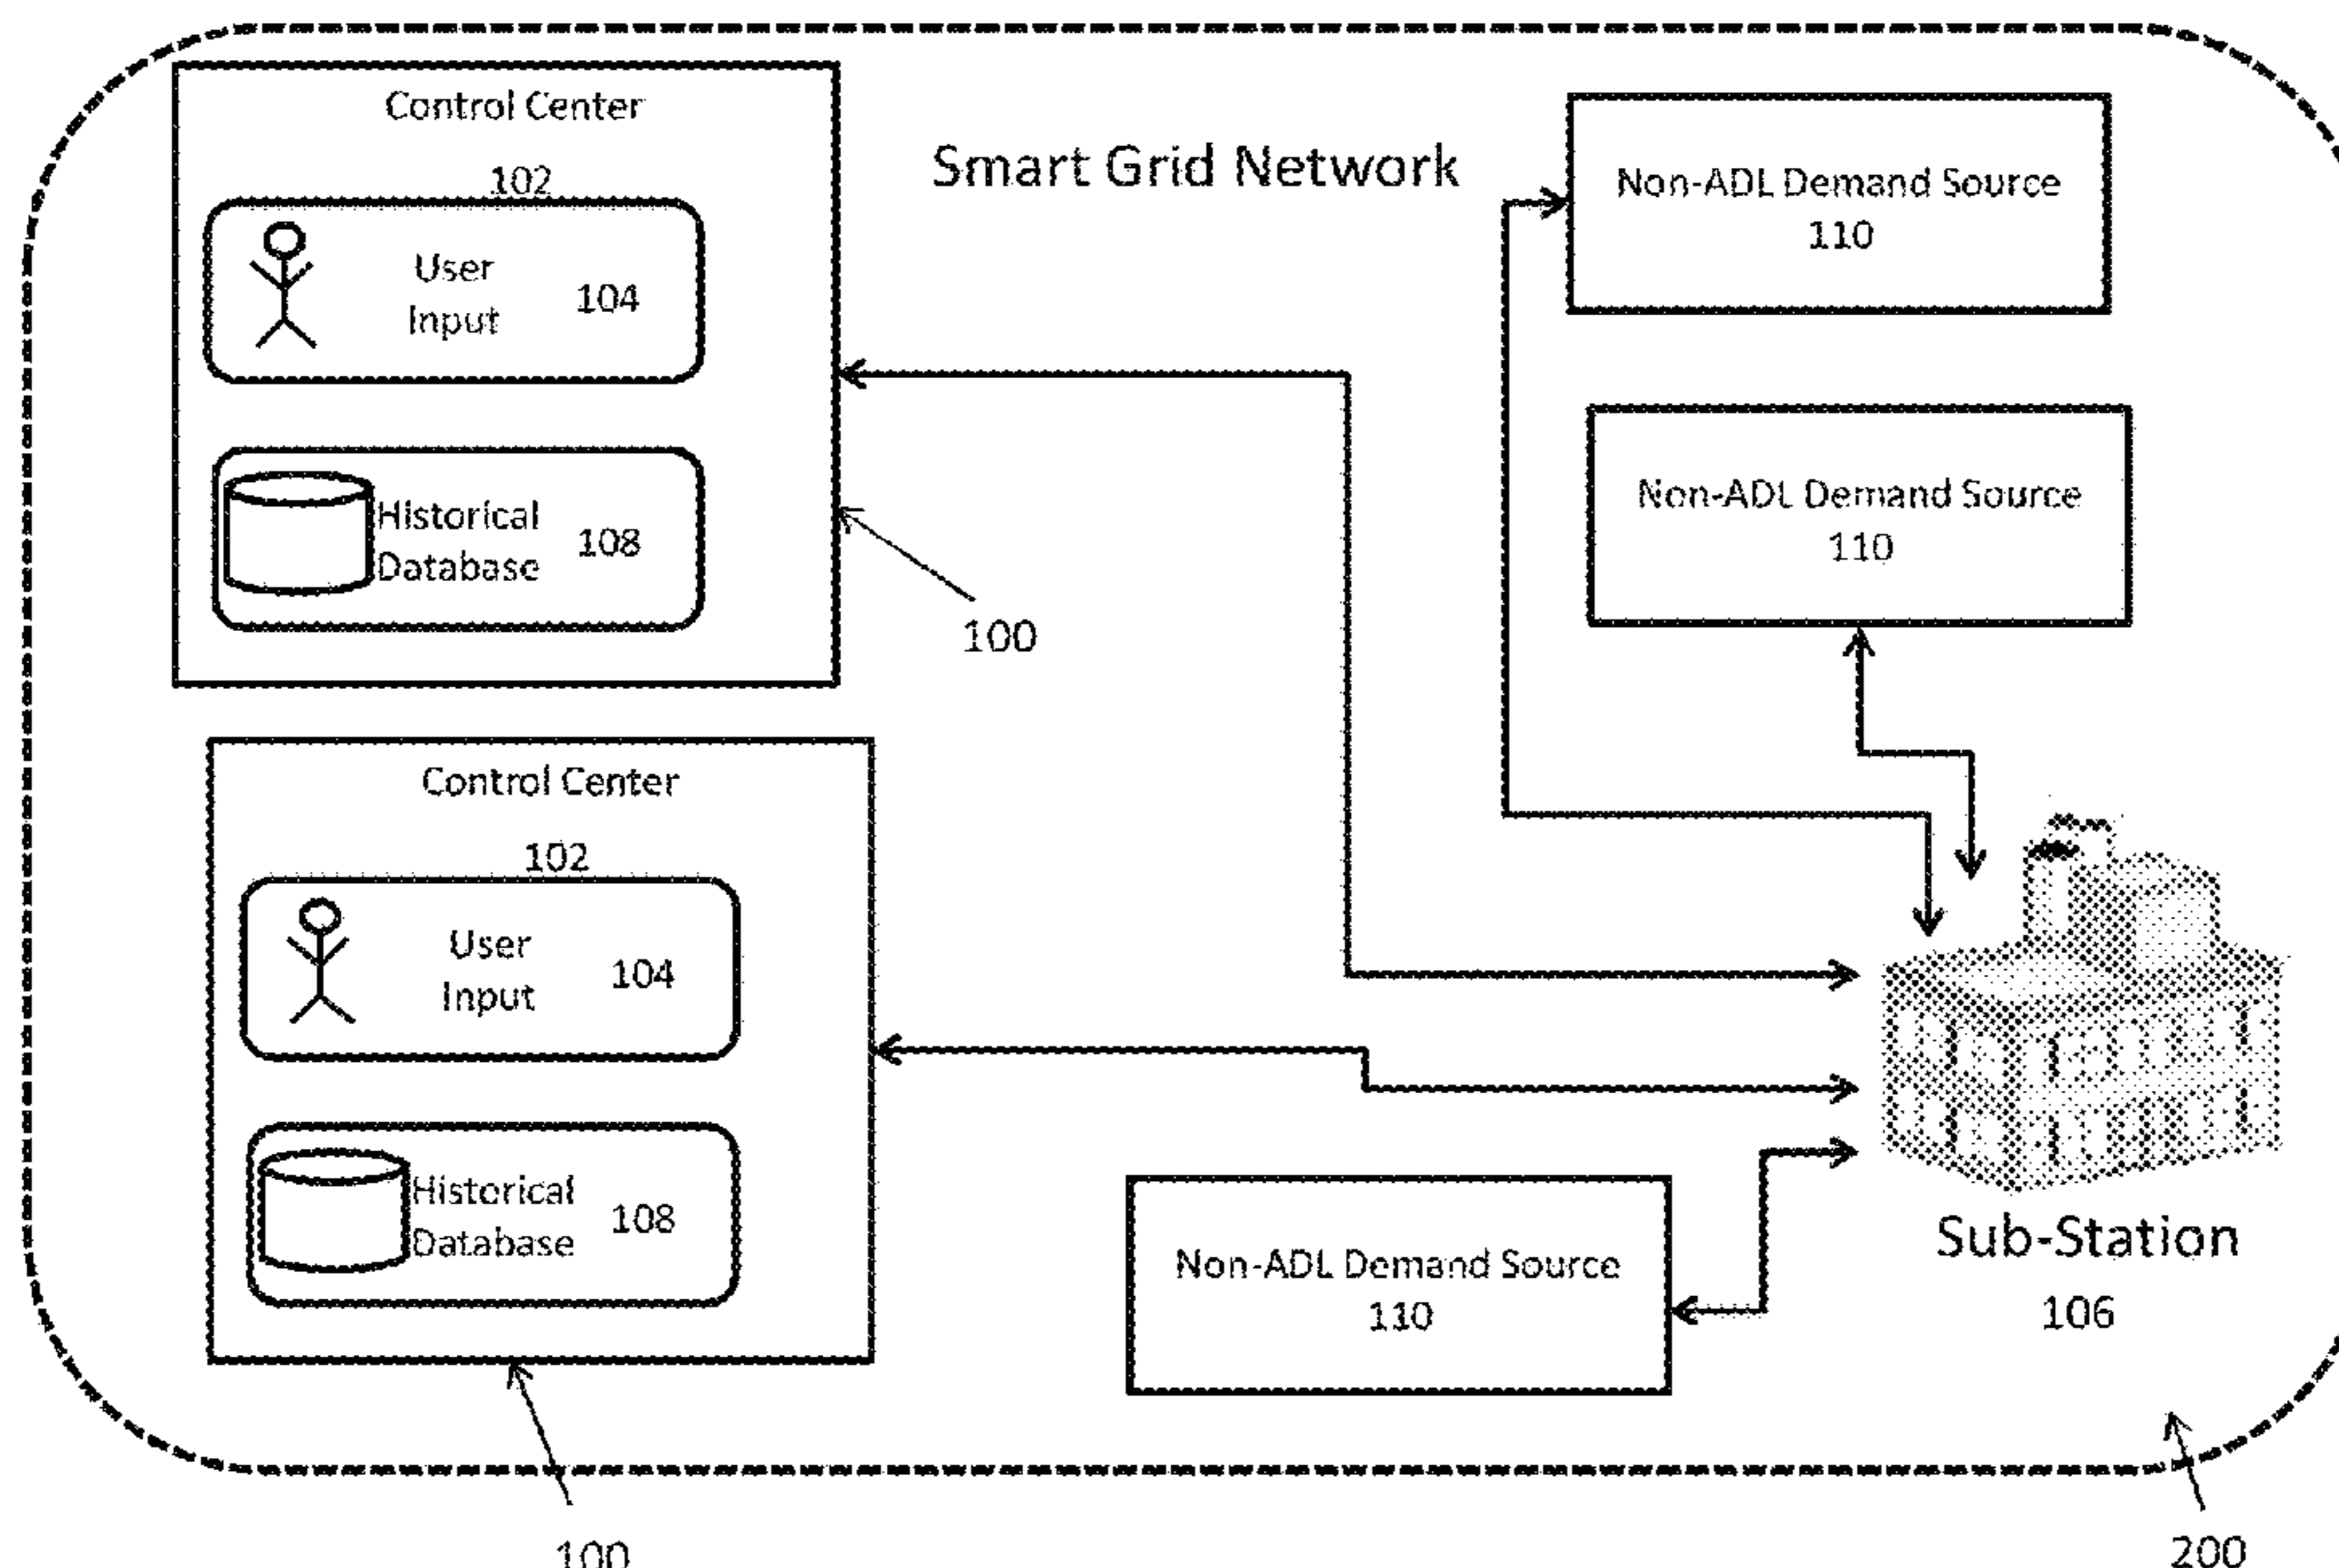 Control Center
102
User
Input
104
Historical
Database
108
100
Smart Grid Network
Non-ADL Demand Source
110
Non-ADL Demand Source
110
Control Center
102
User
Input
104
Historical
Database
108
100
Non-ADL Demand Source
110
Sub-Station
106
200